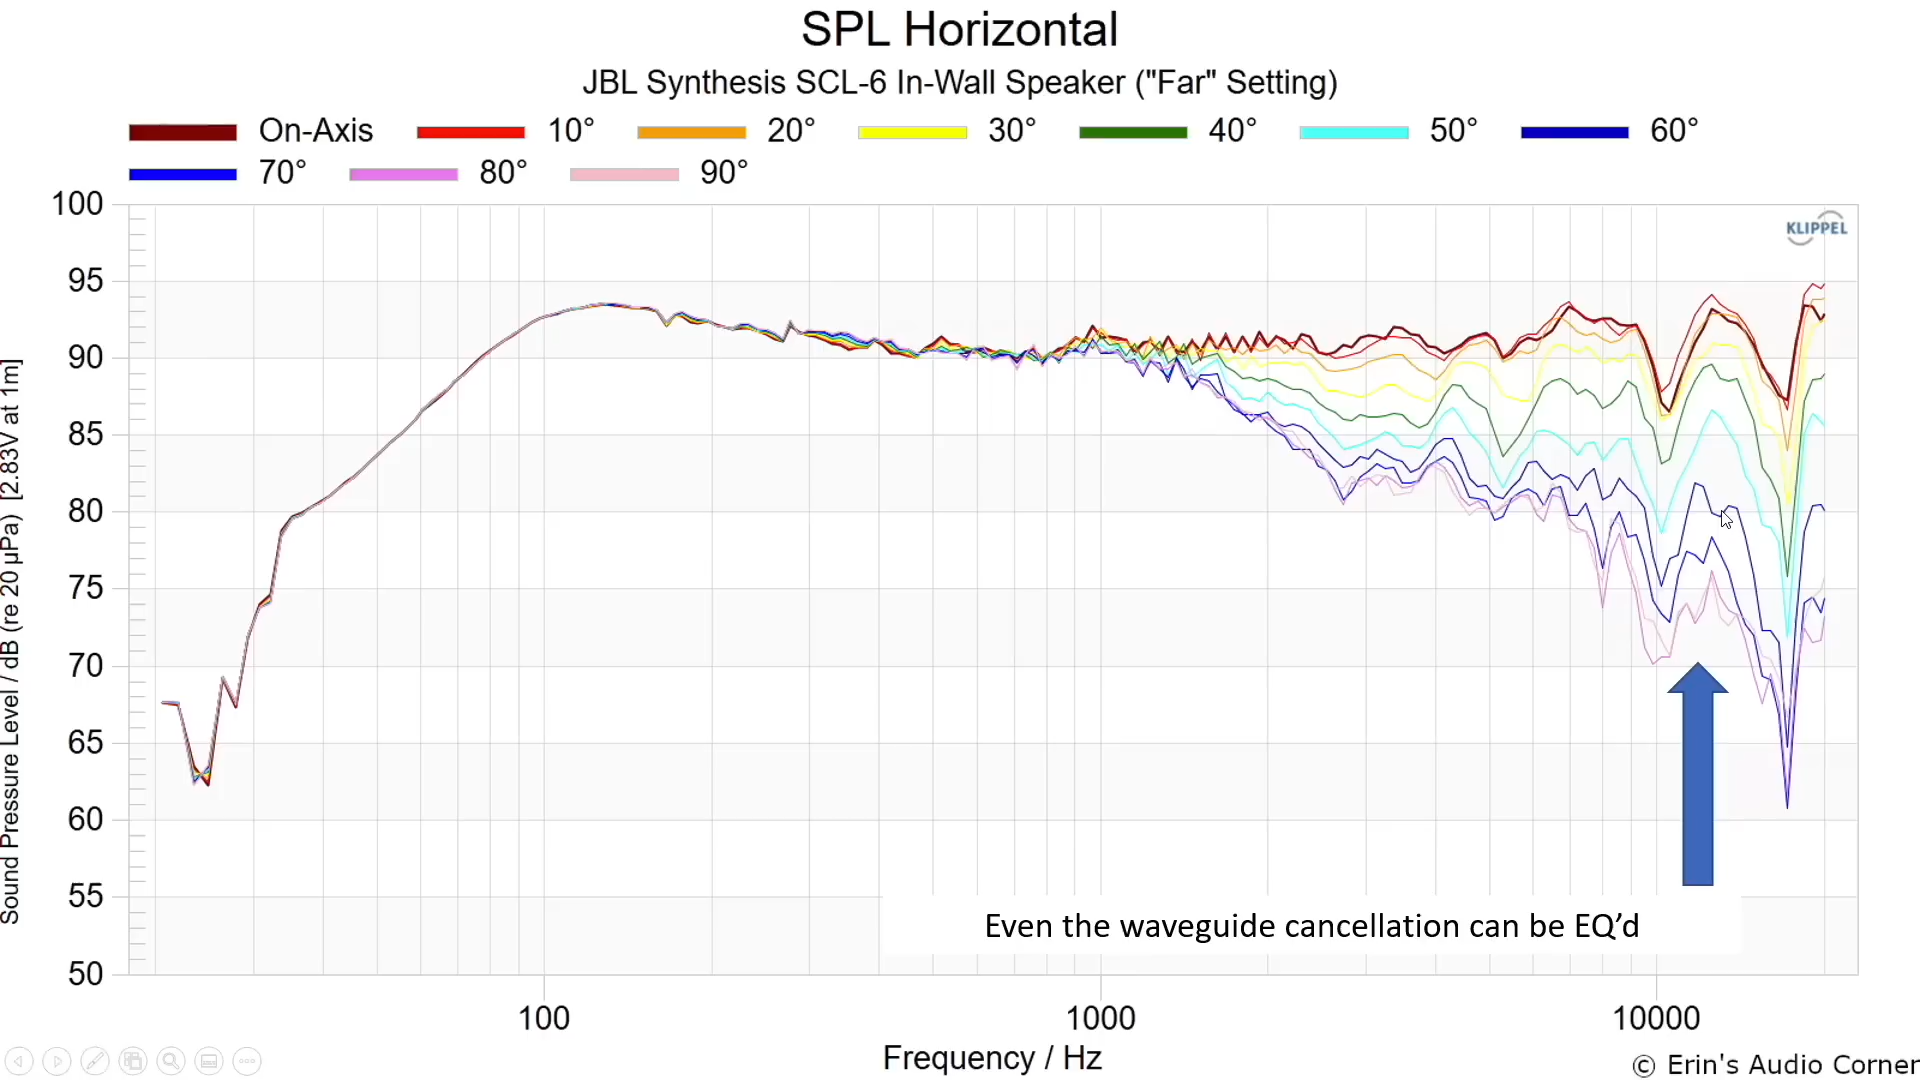 SPL Horizontal
JBL Synthesis SCL-6 In-Wall Speaker ("Far" Setting)
On-Axis 10° 20° 30° 40° 50° 60°
70° 80° 90°
KLIPPEL
Sound Pressure Level / dB (re 20 µPa) [2.83V at 1m]
100
95
90
85
80
75
70
65
60
55
50
Even the waveguide cancellation can be EQ’d
100 1000 10000
Frequency / Hz
© Erin's Audio Corner